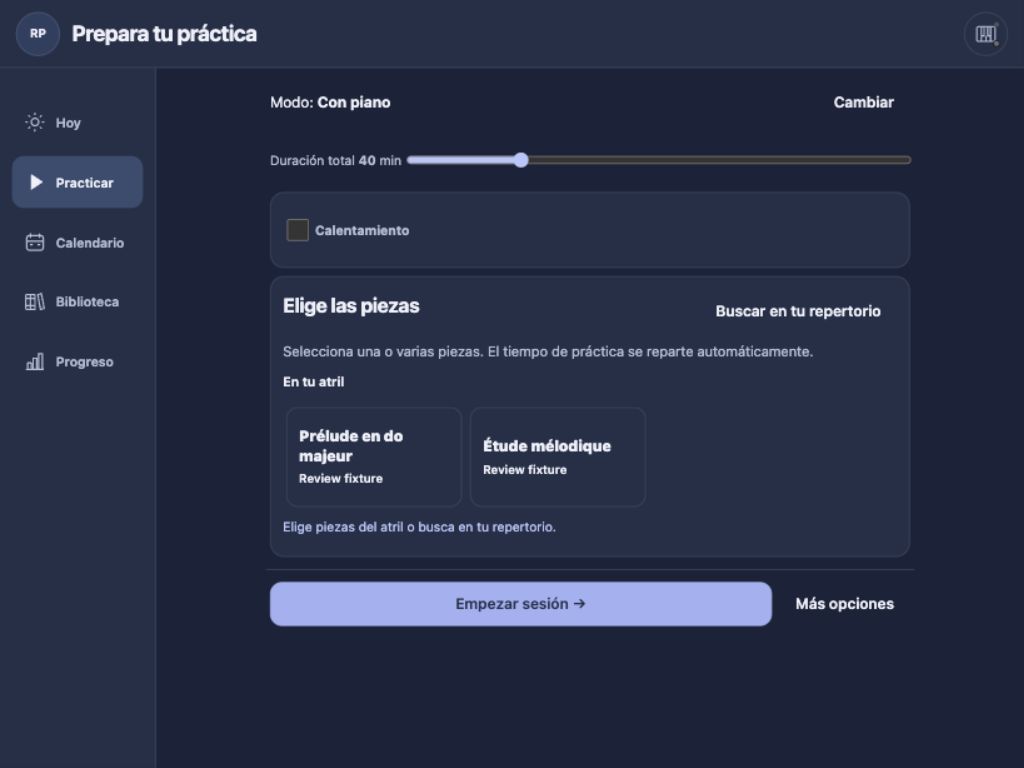 RP
Prepara tu práctica
Hoy
Practicar
Calendario
Biblioteca
Progreso
Modo: Con piano
Cambiar
Duración total 40 min
Calentamiento
Elige las piezas
Buscar en tu repertorio
Selecciona una o varias piezas. El tiempo de práctica se reparte automáticamente.
En tu atril
Prélude en do
majeur
Review fixture
Étude mélodique
Review fixture
Elige piezas del atril o busca en tu repertorio.
Empezar sesión →
Más opciones